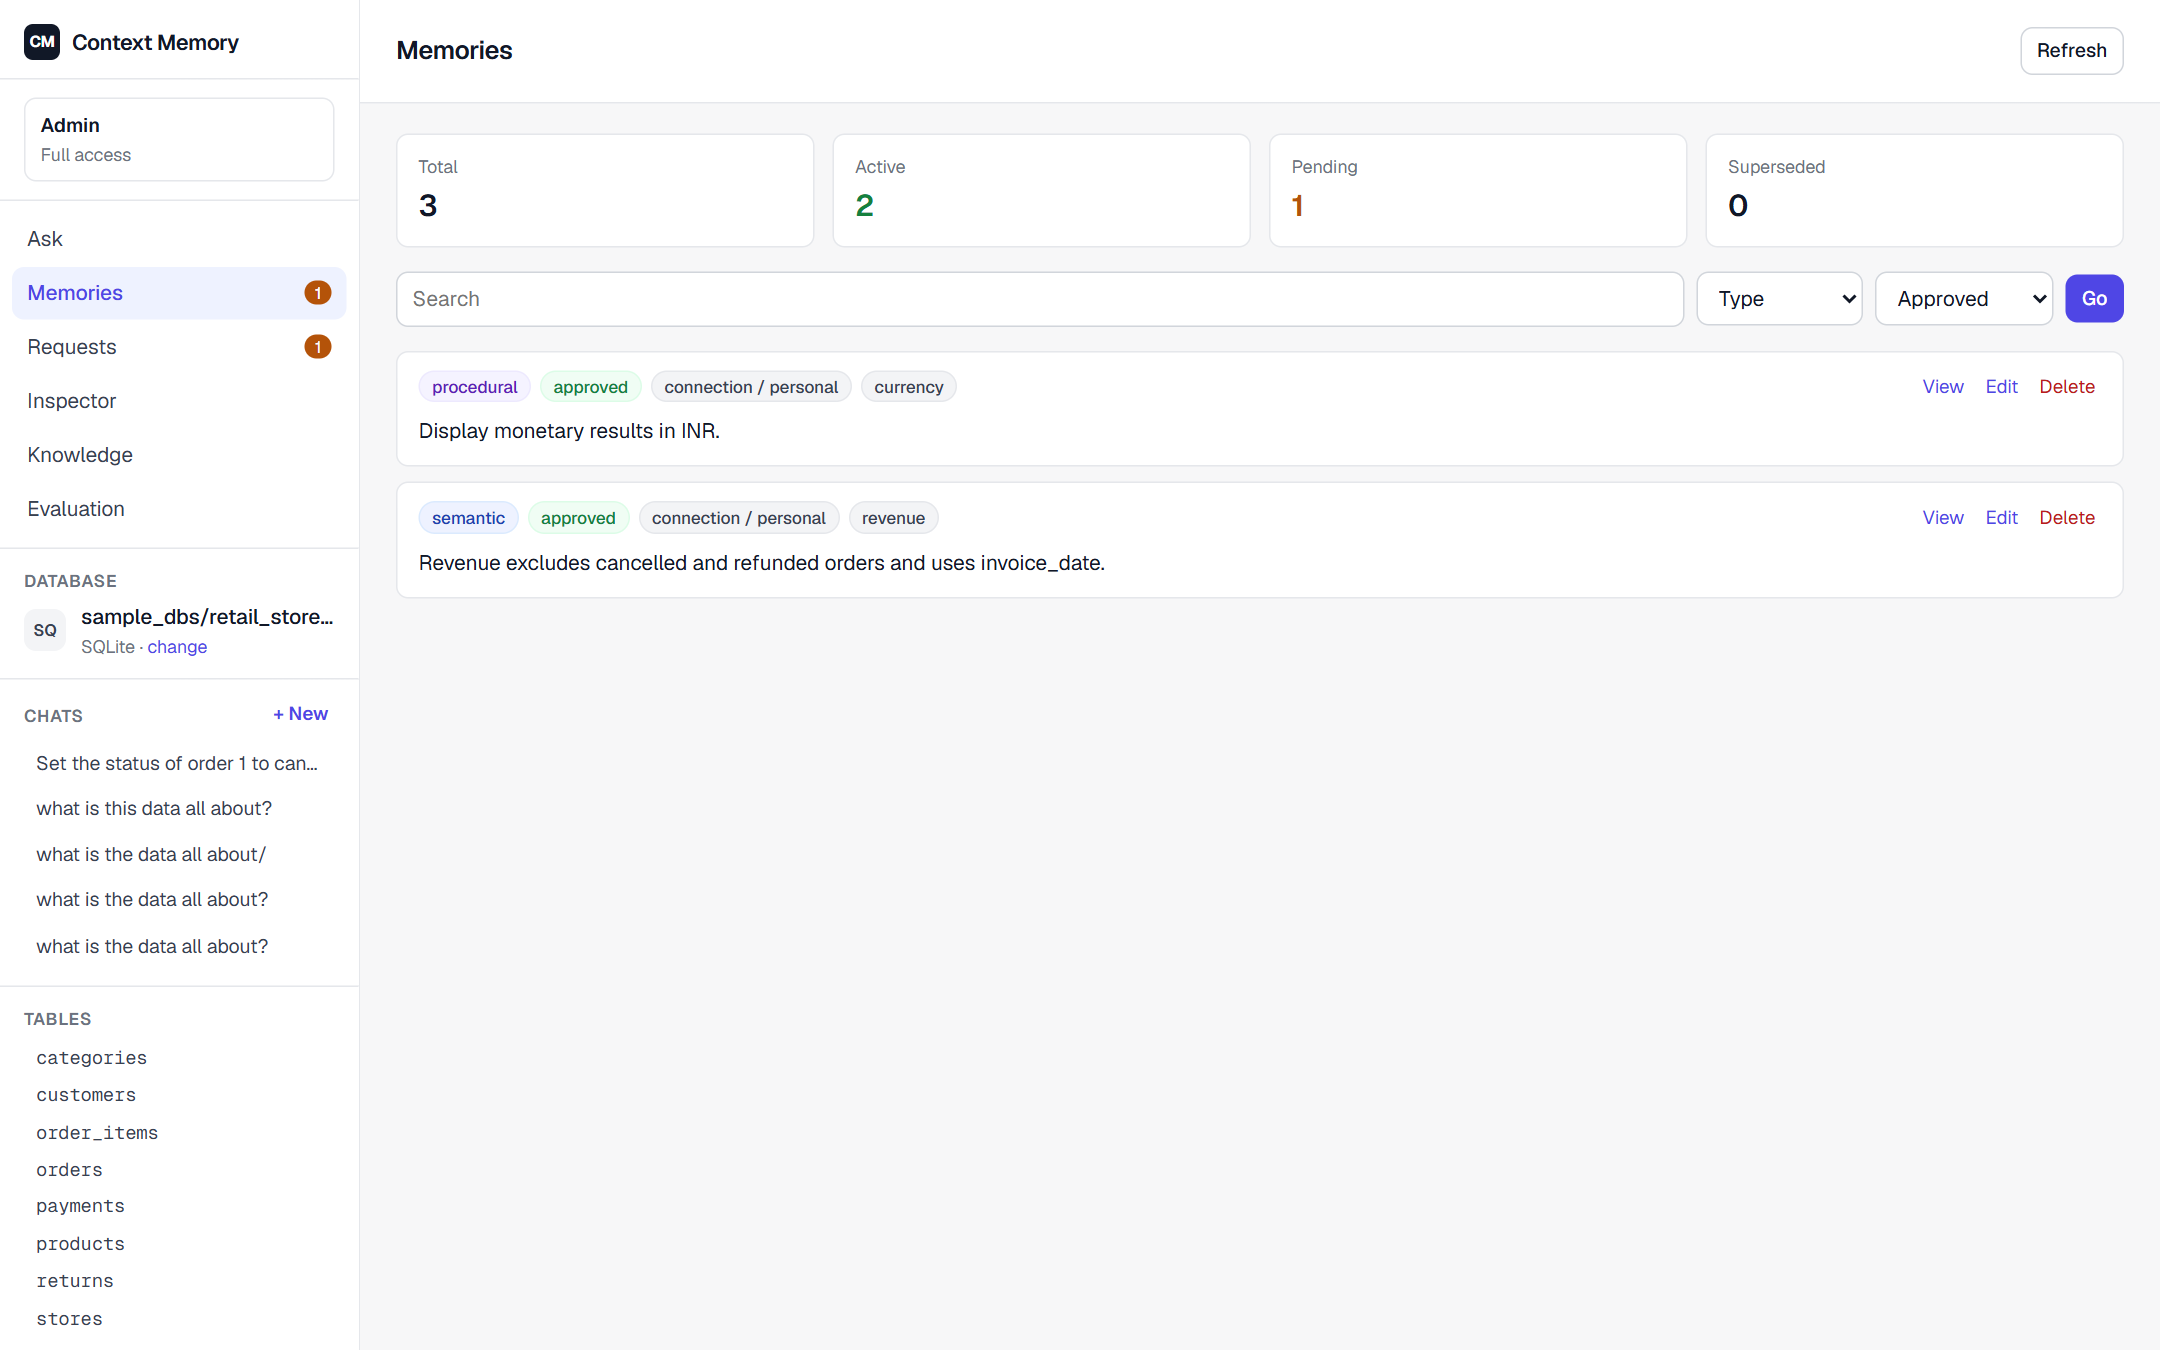 CM Context Memory
Admin
Full access
Ask
Memories 1
Requests 1
Inspector
Knowledge
Evaluation
DATABASE
SQ
sample_dbs/retail_store...
SQLite · change
CHATS + New
Set the status of order 1 to can...
what is this data all about?
what is the data all about/
what is the data all about?
what is the data all about?
TABLES
categories
customers
order_items
orders
payments
products
returns
stores
Memories Refresh
Total
3
Active
2
Pending
1
Superseded
0
Search Type Approved Go
procedural approved connection / personal currency View Edit Delete
Display monetary results in INR.
semantic approved connection / personal revenue View Edit Delete
Revenue excludes cancelled and refunded orders and uses invoice_date.